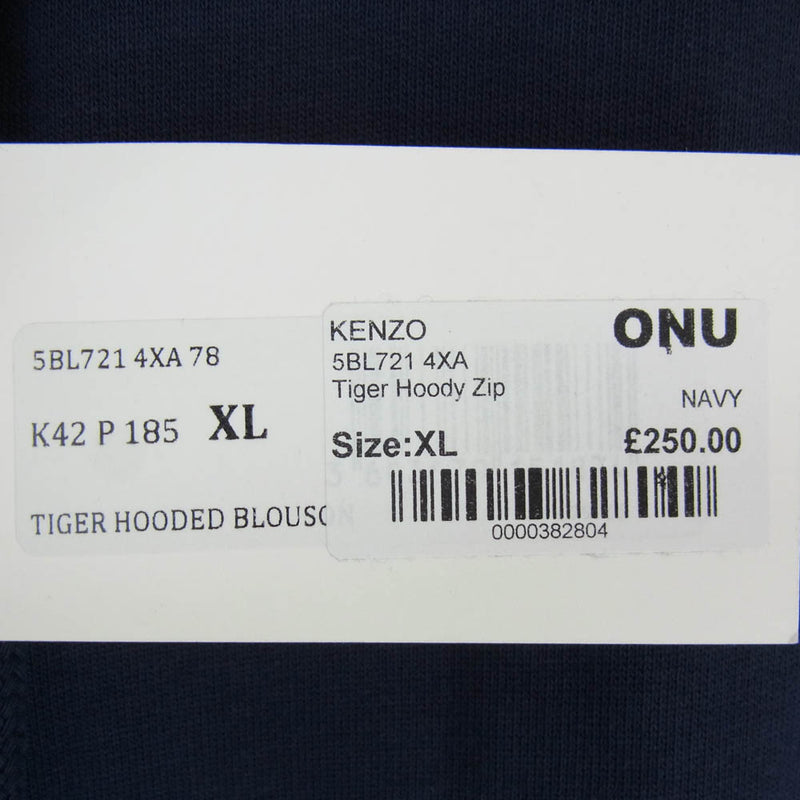 5BL721 4XA 78
K42 P 185 XL
TIGER HOODED BLOUSON
KENZO ONU
5BL721 4XA
Tiger Hoody Zip
NAVY
Size:XL £250.00
0000382804